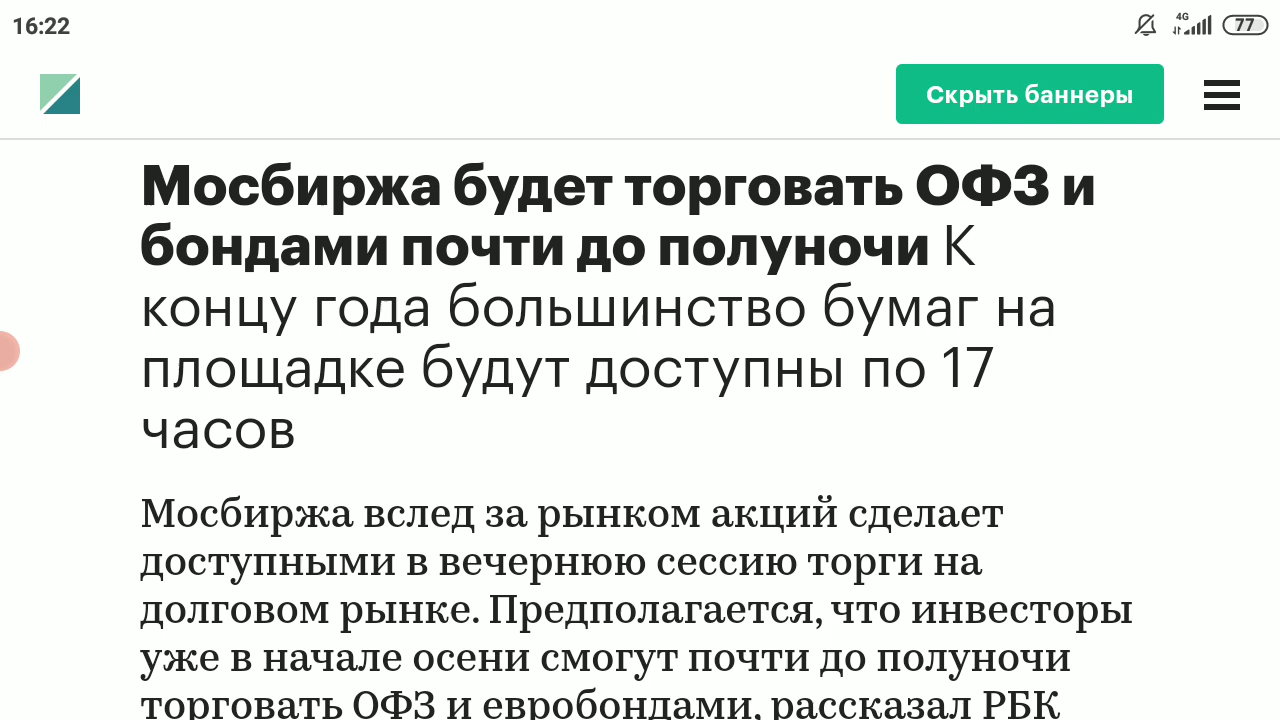 16:22
4G
77
Скрыть баннеры
Мосбиржа будет торговать ОФЗ и
бондами почти до полуночи К
концу года большинство бумаг на
площадке будут доступны по 17
часов
Мосбиржа вслед за рынком акций сделает
доступными в вечернюю сессию торги на
долговом рынке. Предполагается, что инвесторы
уже в начале осени смогут почти до полуночи
торговать ОФЗ и евробондами, рассказал РБК